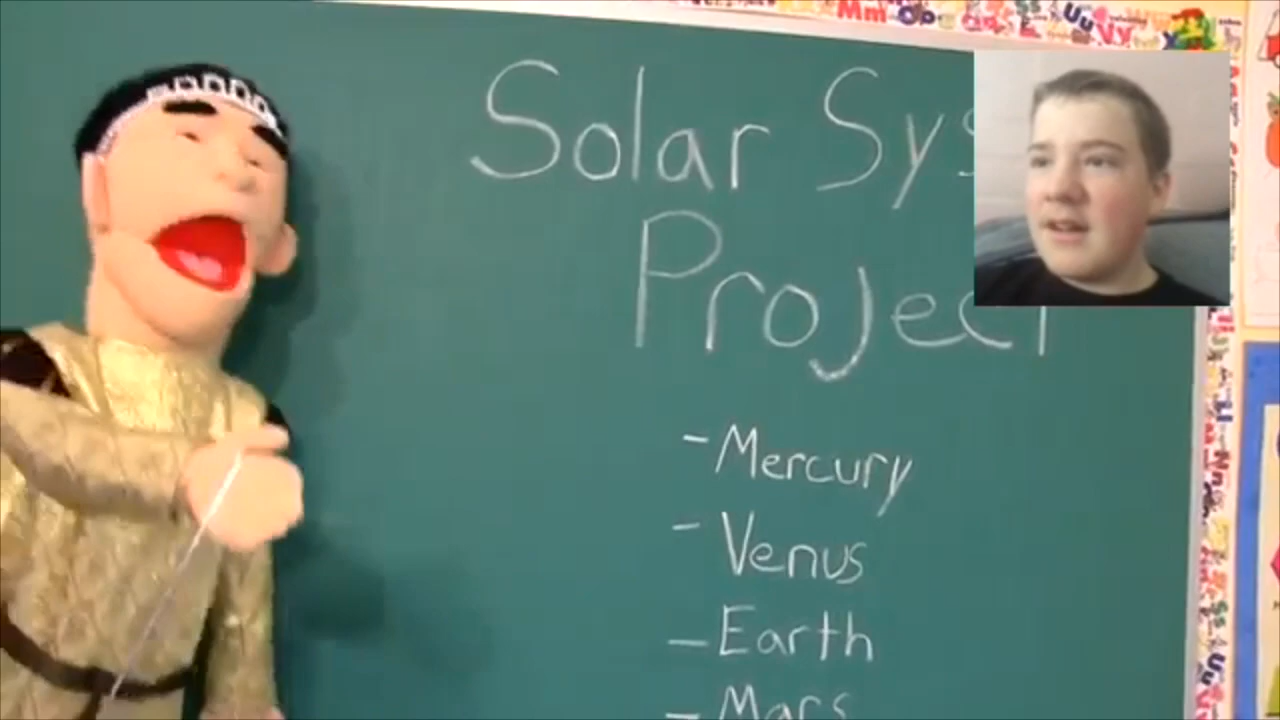 Solar Sys
Project
- Mercury
- Venus
- Earth
- Mars